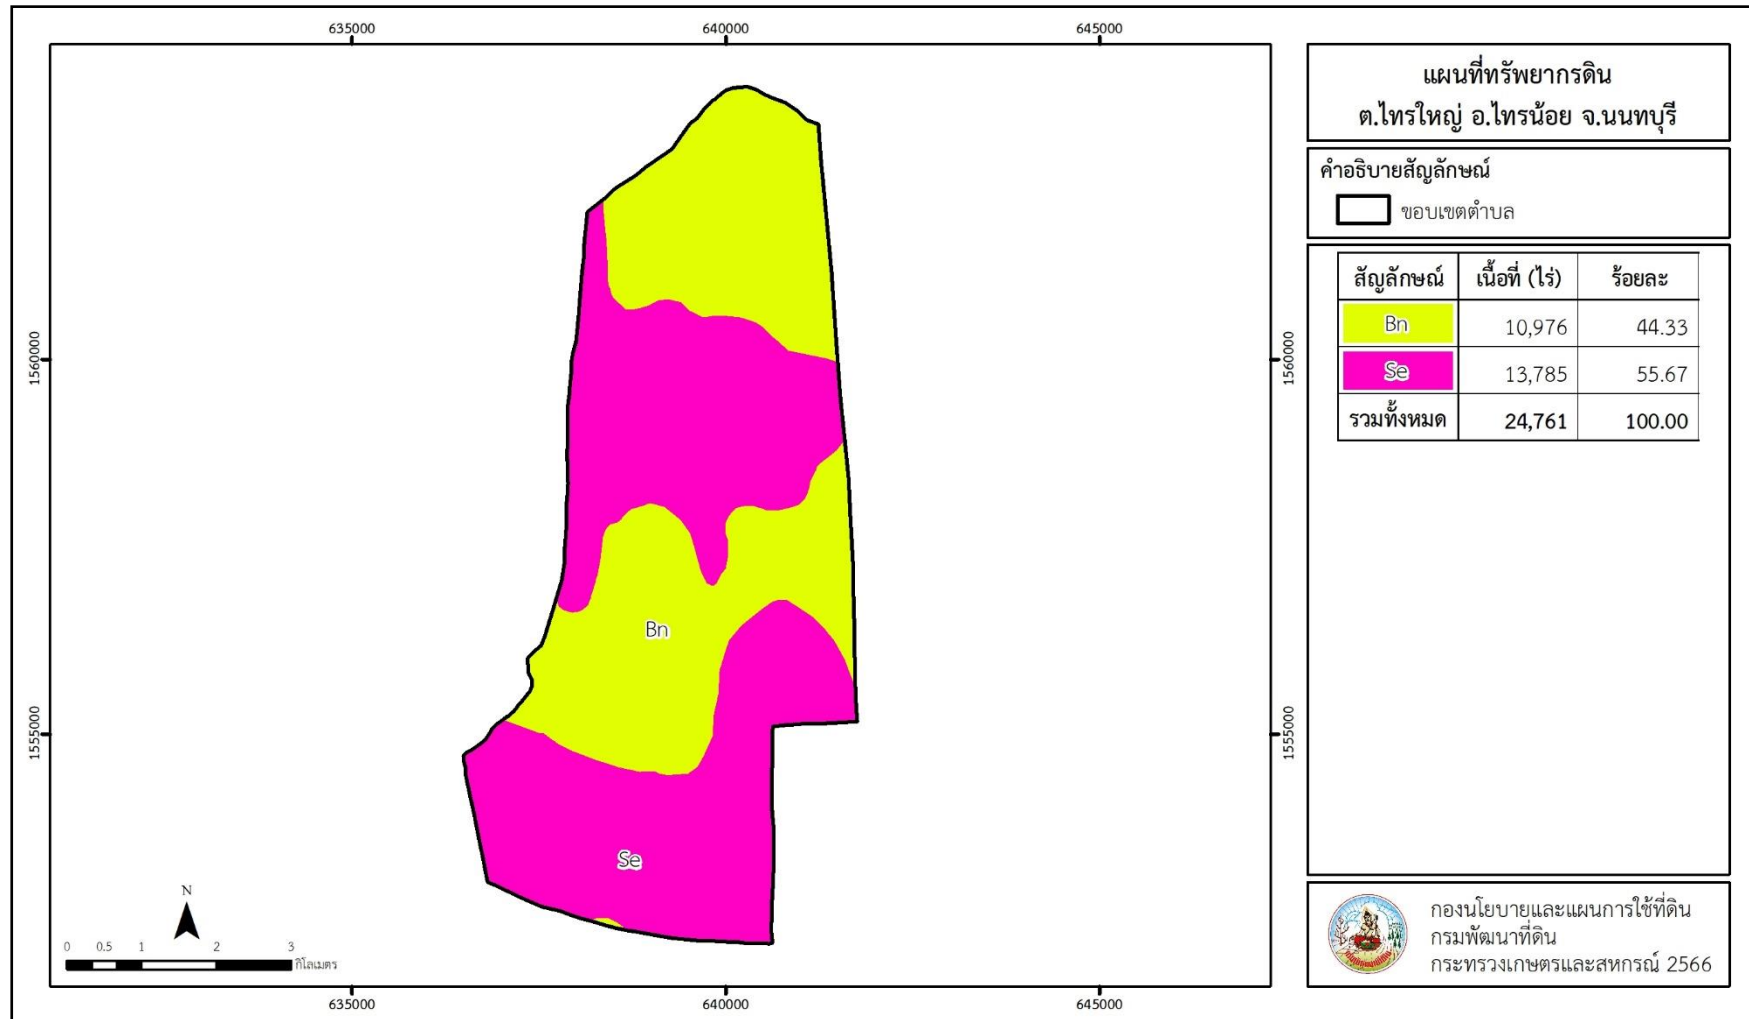 635000 640000 645000
1560000 1560000
1555000 1555000
Bn
Se
N
0 0.5 1 2 3
กิโลเมตร
635000 640000 645000
แผนที่ทรัพยากรดิน
ต.ไทรใหญ่ อ.ไทรน้อย จ.นนทบุรี
คำอธิบายสัญลักษณ์
ขอบเขตตำบล
สัญลักษณ์ เนื้อที่ (ไร่) ร้อยละ
Bn 10,976 44.33
Se 13,785 55.67
รวมทั้งหมด 24,761 100.00
กองนโยบายและแผนการใช้ที่ดิน
กรมพัฒนาที่ดิน
กระทรวงเกษตรและสหกรณ์ 2566